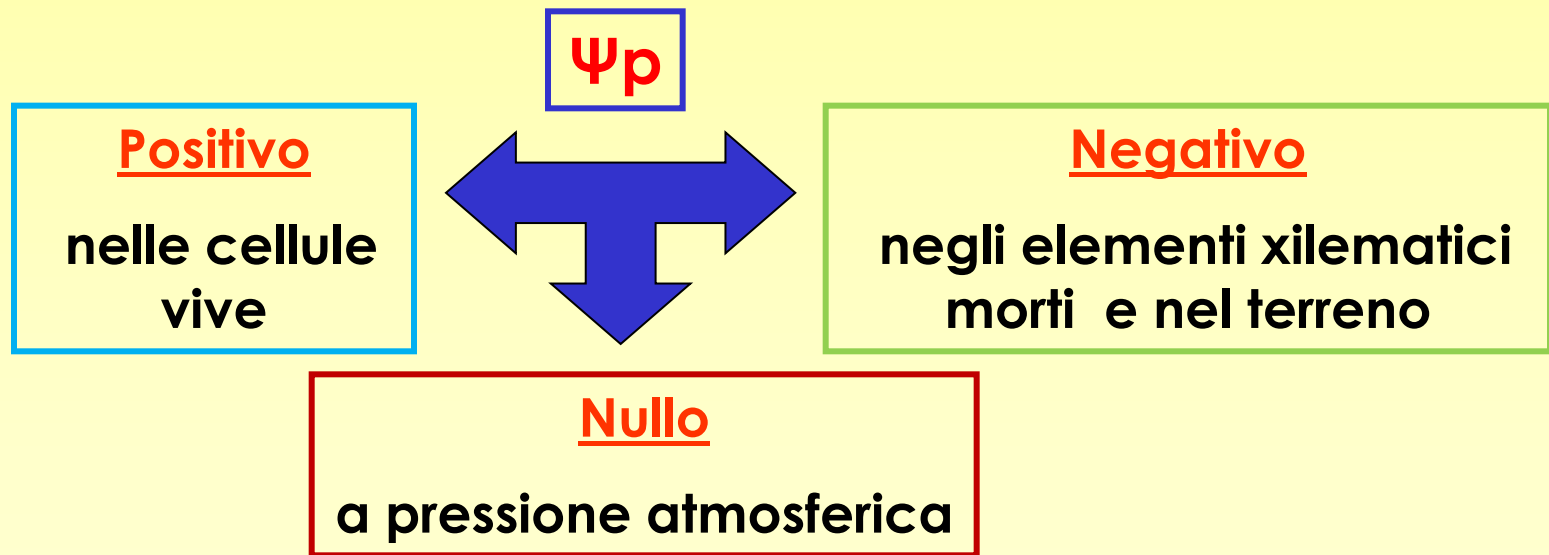 Ψp
Positivo
nelle cellule
vive
Negativo
negli elementi xilematici
morti e nel terreno
Nullo
a pressione atmosferica